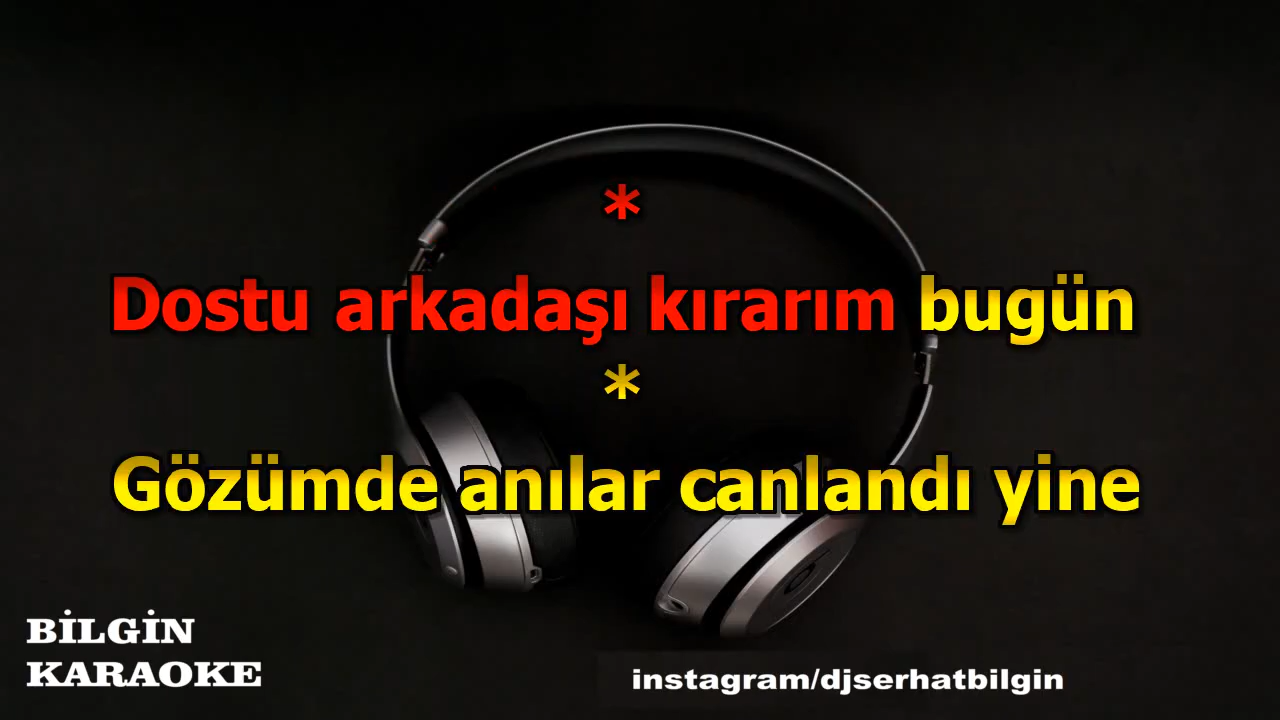 *
Dostu arkadaşı kırarım bugün
*
Gözümde anılar canlandı yine
BİLGİN
KARAOKE
instagram/djserhatbilgin